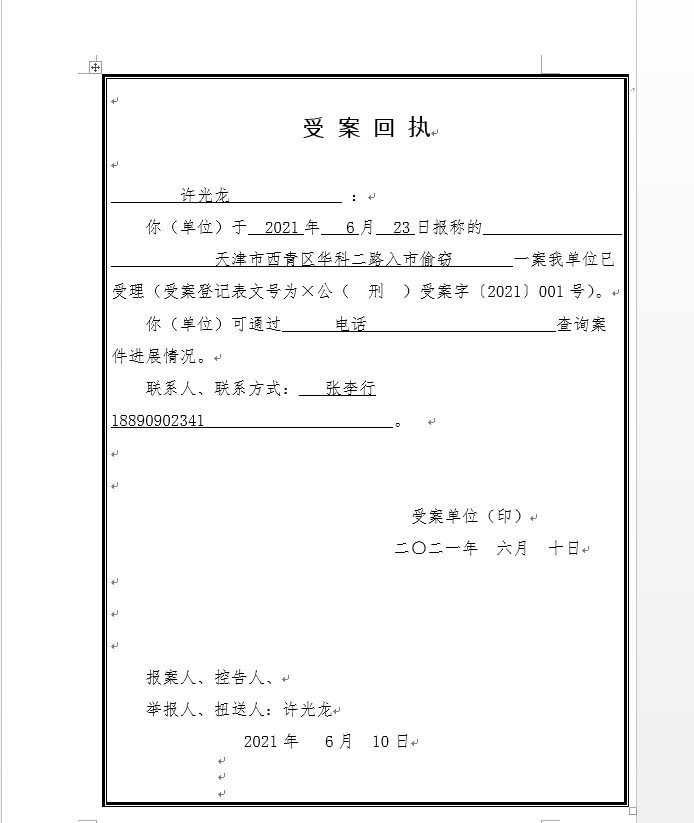 受 案 回 执
许光龙 ：
你（单位）于 2021 年 6 月 23 日报称的
天津市西青区华科二路入市偷窃 一案我单位已
受理（受案登记表文号为×公（ 刑 ）受案字〔2021〕001 号）。
你（单位）可通过 电话 查询案
件进展情况。
联系人、联系方式： 张李行
18890902341 。
受案单位（印）
二〇二一年 六月 十日
报案人、控告人、
举报人、扭送人：许光龙
2021 年 6 月 10 日